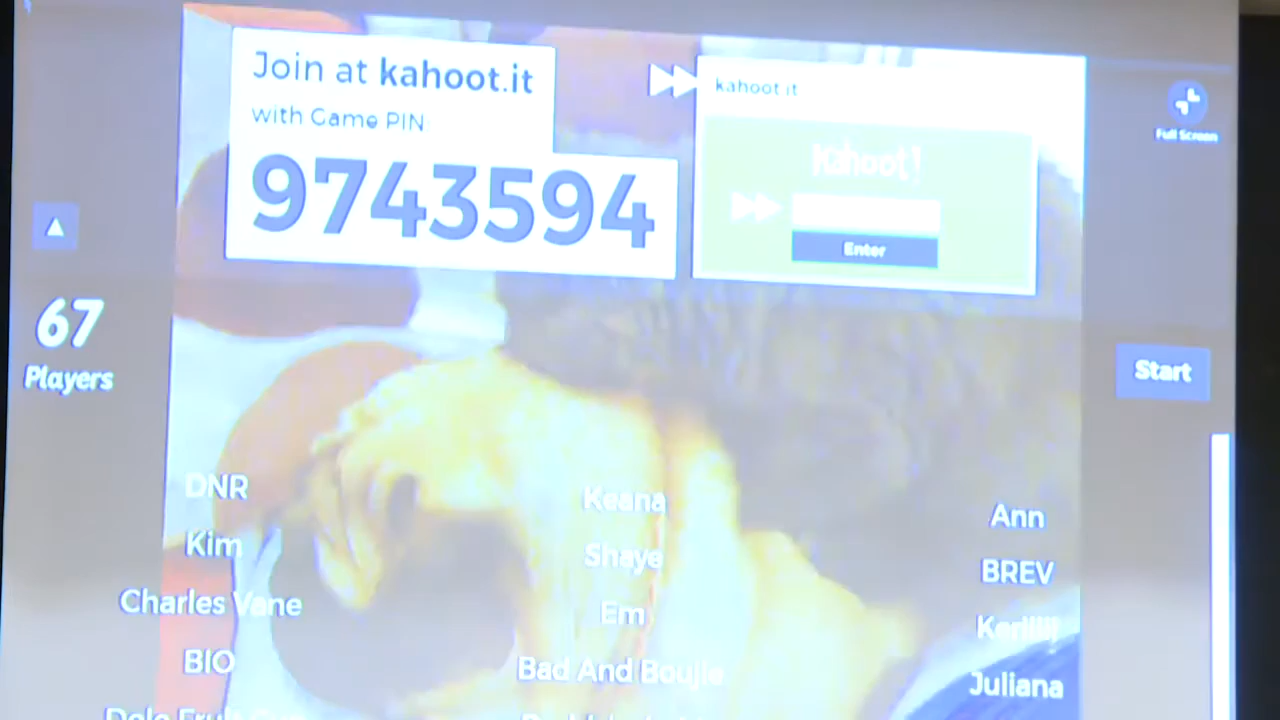 Join at kahoot.it
with Game PIN
9743594
kahoot it
Kahoot!
Enter
Full Screen
67
Players
Start
DNR
Keana
Ann
Kim
Shaye
BREV
Charles Vane
Em
BIO
Bad And Boujie
Juliana